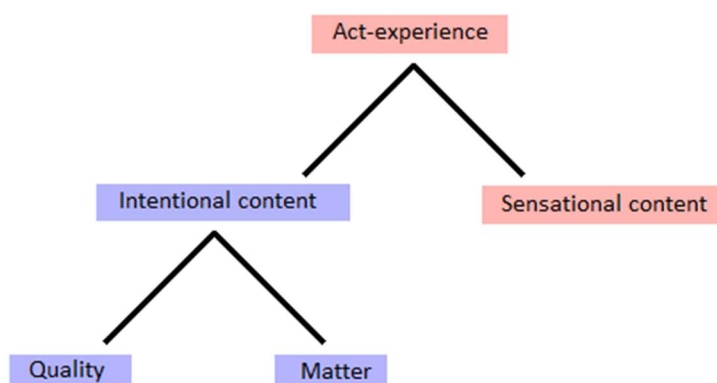 Act-experience
Intentional content
Sensational content
Quality
Matter